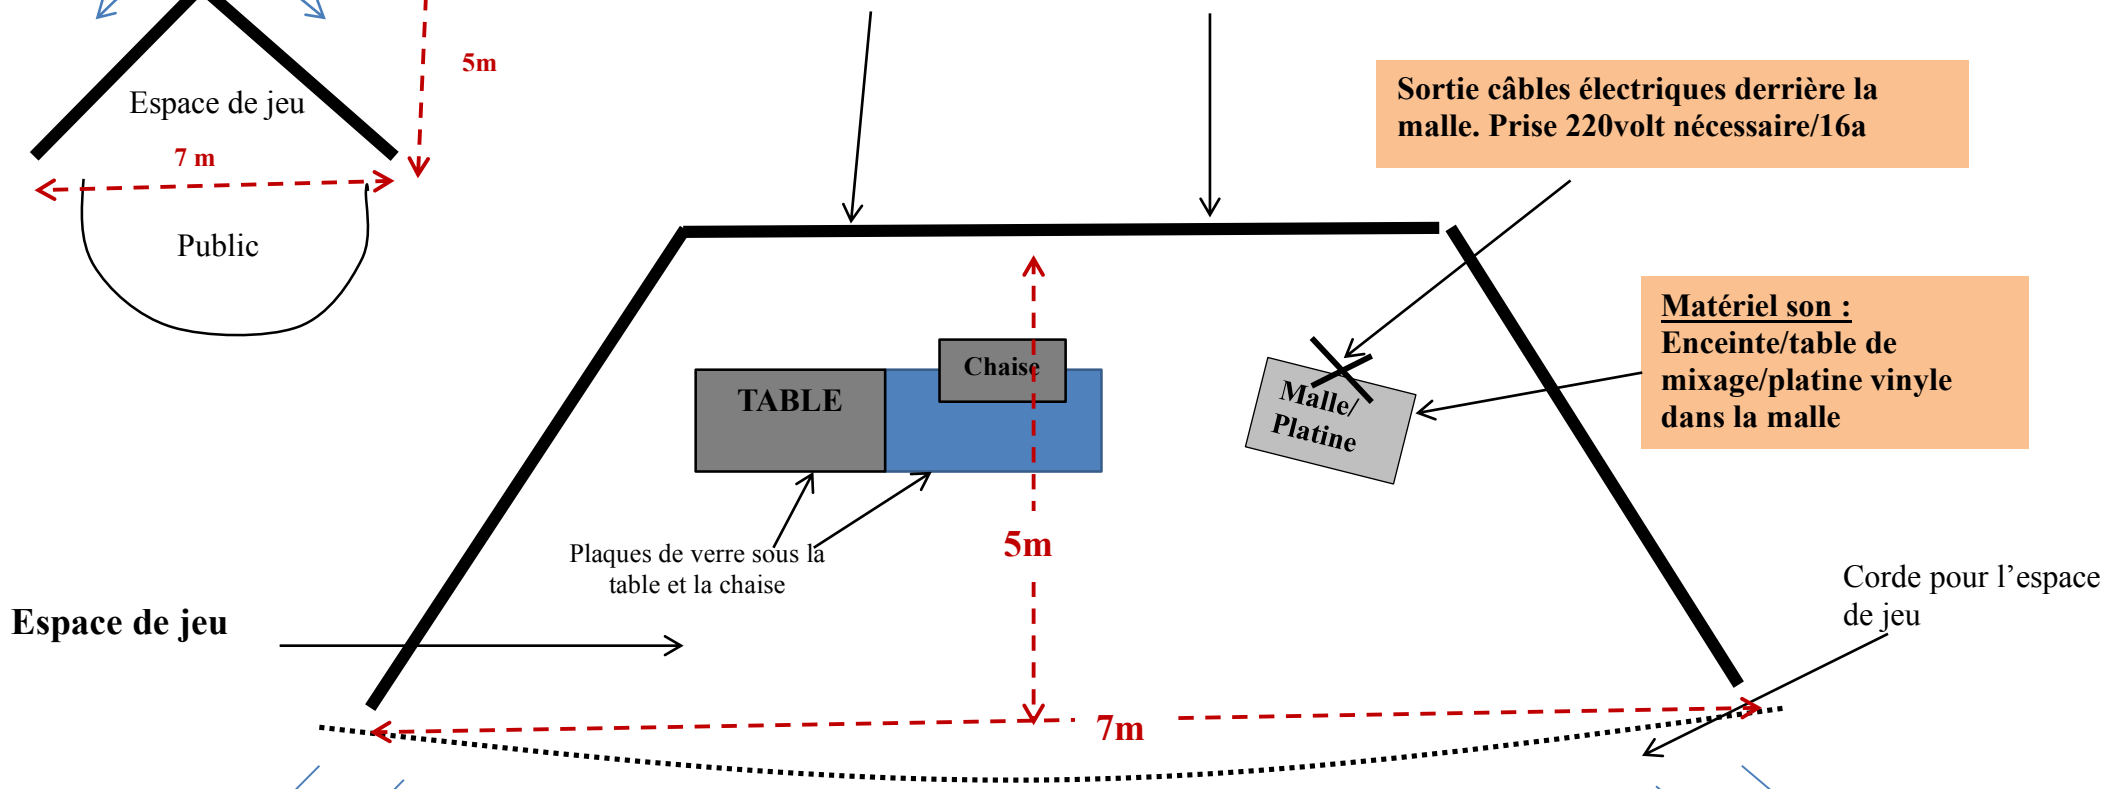 5m
Espace de jeu
7 m
Public
Sortie câbles électriques derrière la
malle. Prise 220volt nécessaire/16a
Matériel son :
Enceinte/table de
mixage/platine vinyle
dans la malle
Chaise
TABLE
Malle/
Platine
Plaques de verre sous la
table et la chaise
5m
Corde pour l’espace
de jeu
Espace de jeu
7m